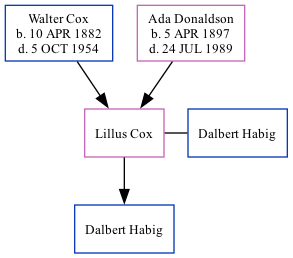 Walter Cox
b. 10 APR 1882
d. 5 OCT 1954
Ada Donaldson
b. 5 APR 1897
d. 24 JUL 1989
Lillus Cox
Dalbert Habig
Dalbert Habig